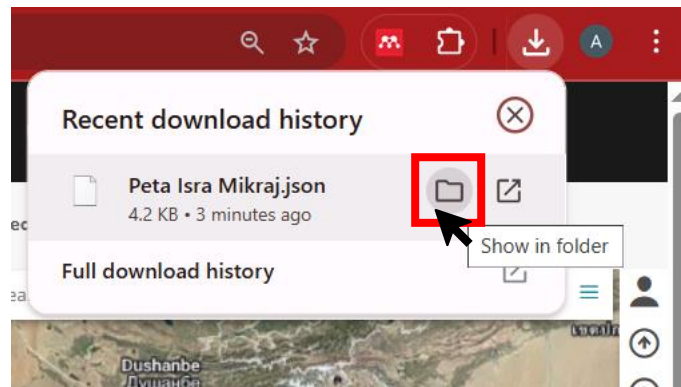 A
Recent download history
Peta Isra Mikraj.json
4.2 KB • 3 minutes ago
Show in folder
Full download history
Dushanbe
Душанбе